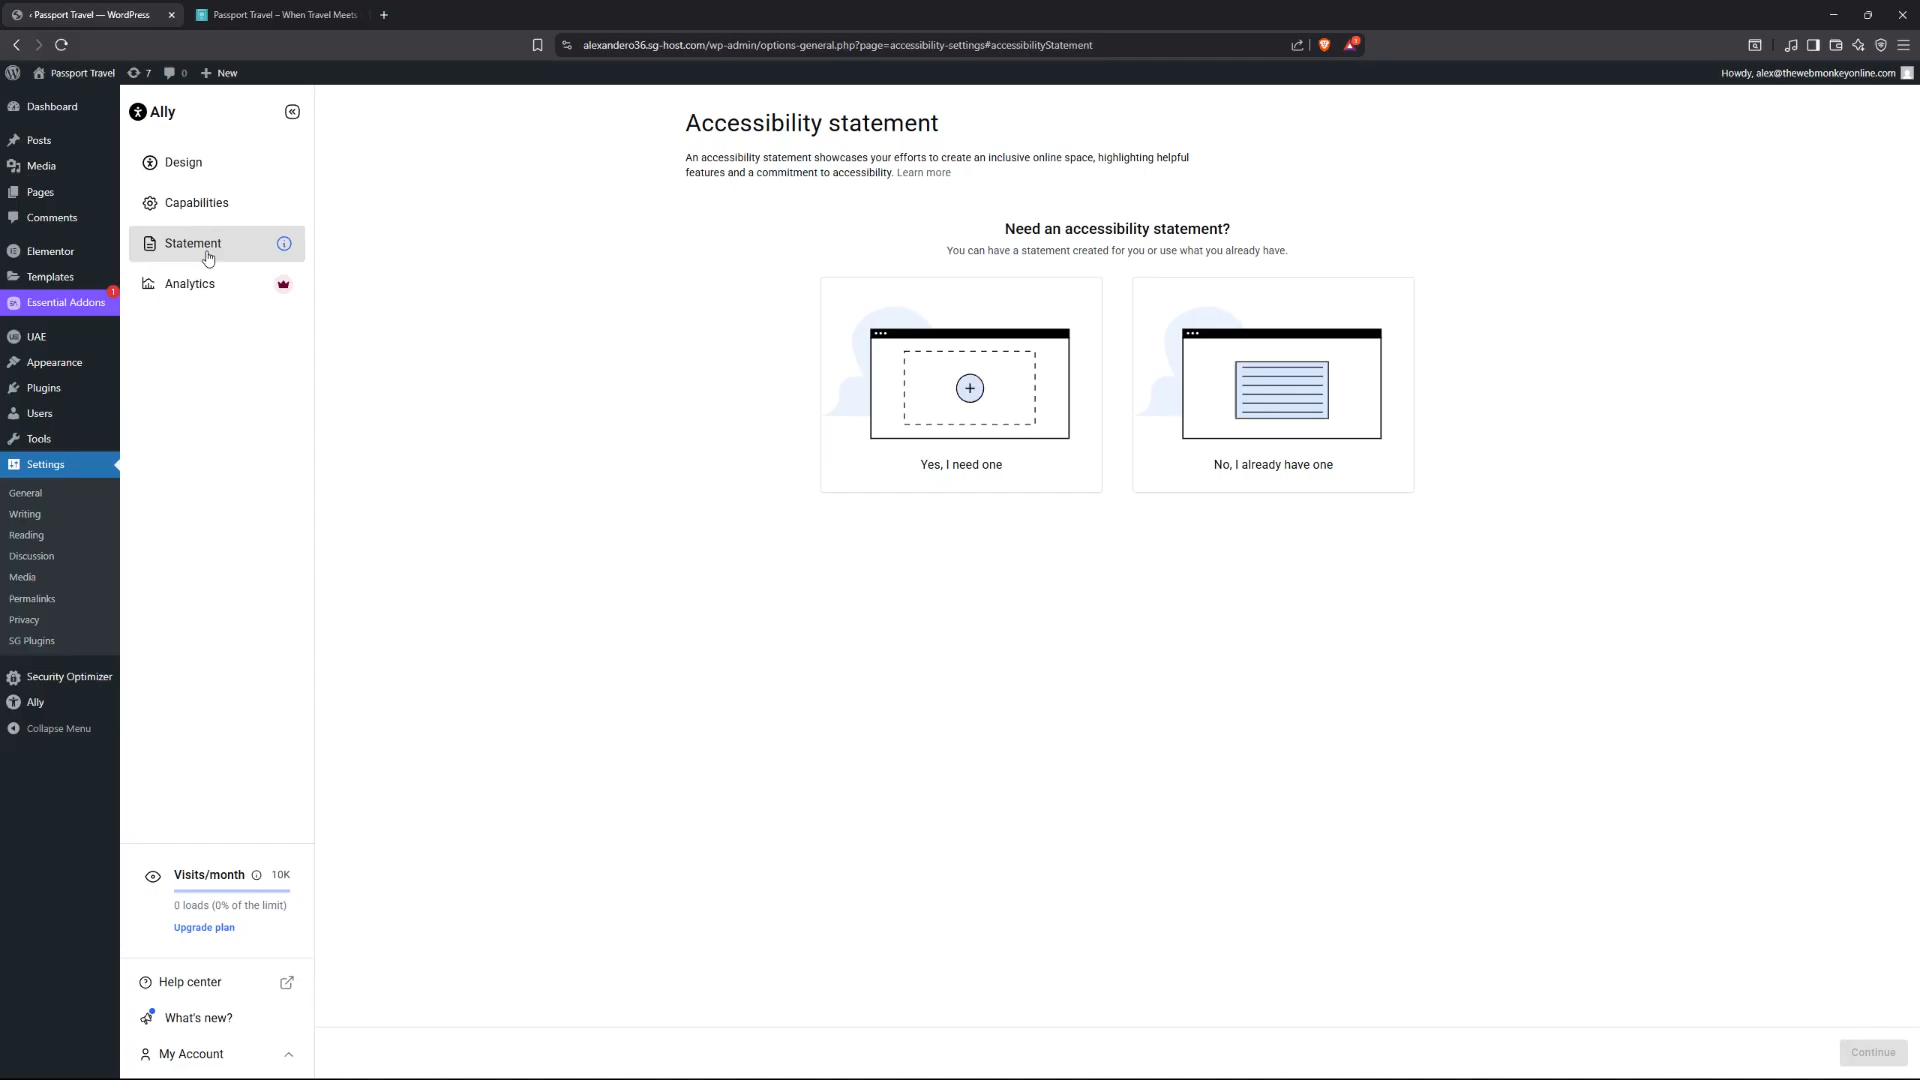 ‹ Passport Travel — WordPress
Passport Travel – When Travel Meets
alexandero36.sg-host.com/wp-admin/options-general.php?page=accessibility-settings#accessibilityStatement
Passport Travel
7
0
New
Howdy, alex@thewebmonkeyonline.com
Dashboard
Posts
Media
Pages
Comments
Elementor
Templates
Essential Addons
1
UAE
Appearance
Plugins
Users
Tools
Settings
General
Writing
Reading
Discussion
Media
Permalinks
Privacy
SG Plugins
Security Optimizer
Ally
Collapse Menu
Ally
Design
Capabilities
Statement
Analytics
Visits/month
10K
0 loads (0% of the limit)
Upgrade plan
Help center
What's new?
My Account
Accessibility statement
An accessibility statement showcases your efforts to create an inclusive online space, highlighting helpful
features and a commitment to accessibility. Learn more
Need an accessibility statement?
You can have a statement created for you or use what you already have.
Yes, I need one
No, I already have one
Continue